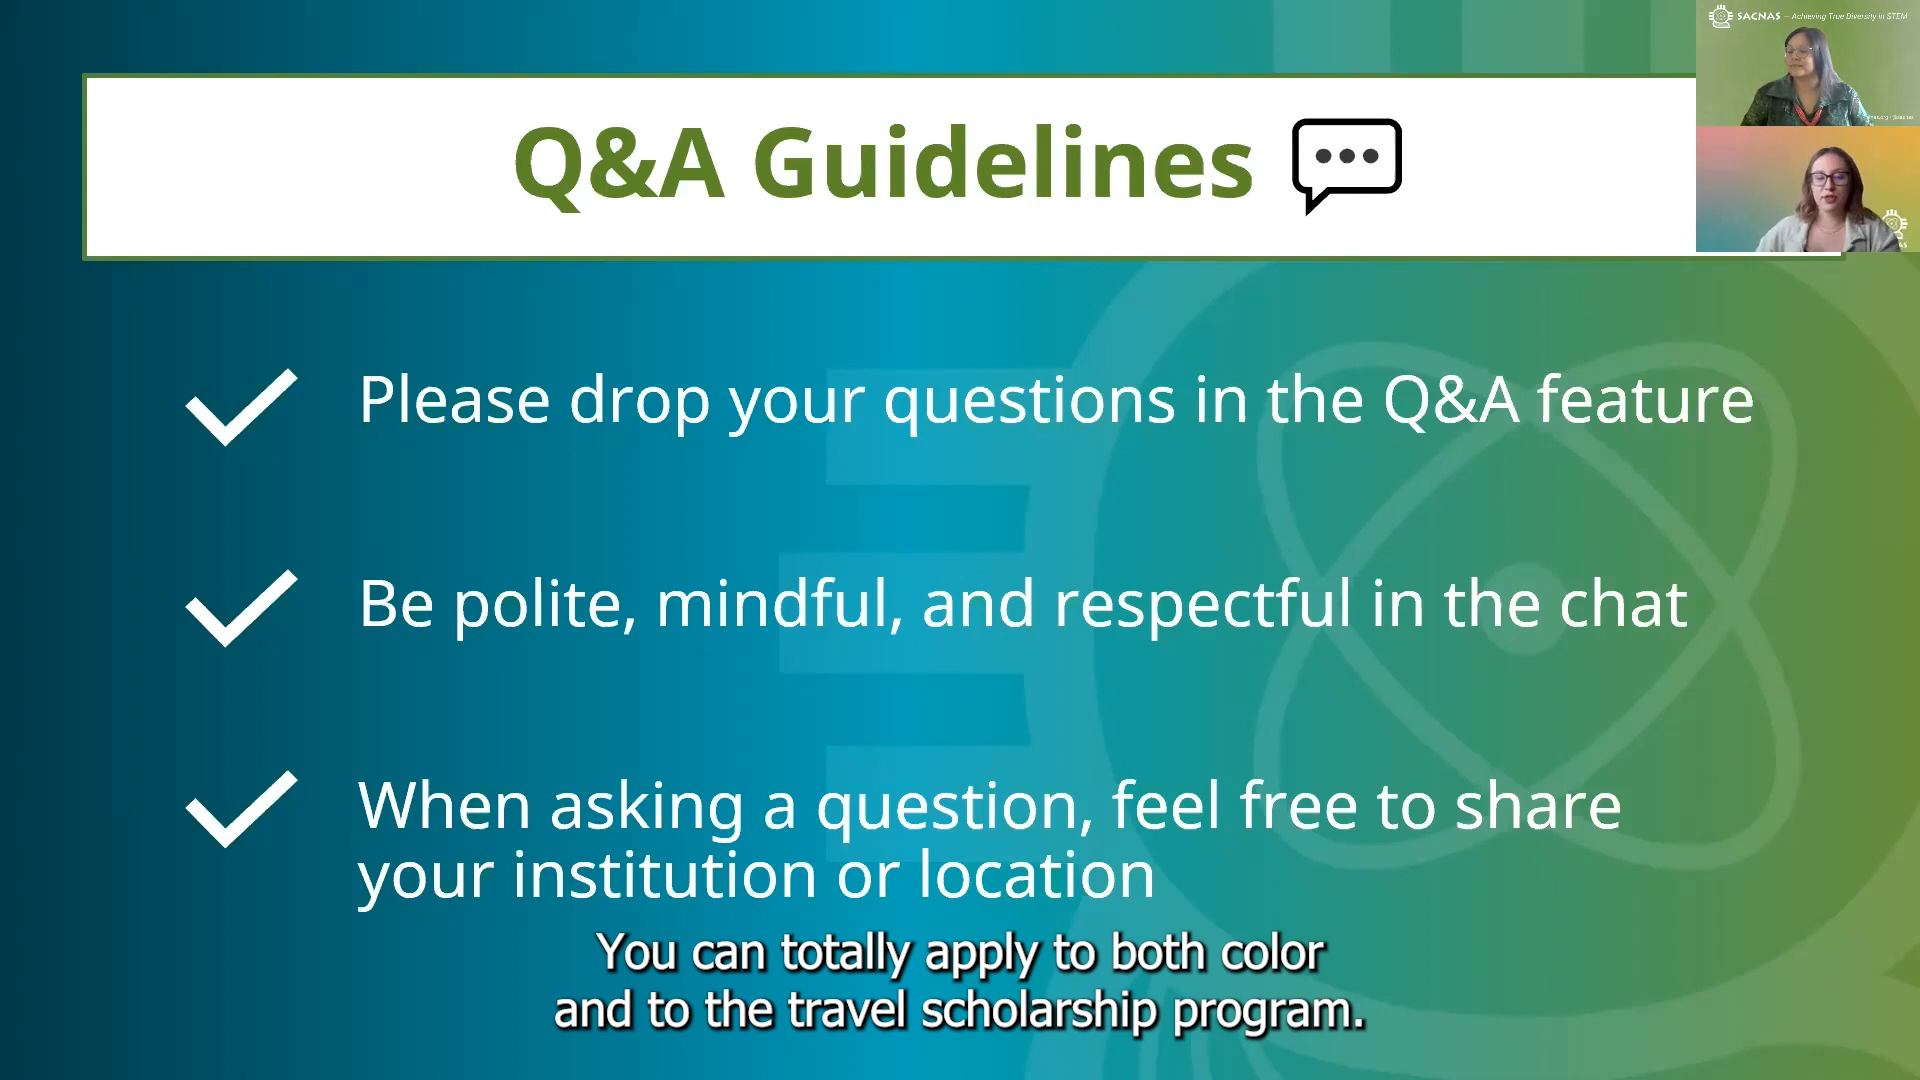 SACNAS — Achieving True Diversity in STEM
Q&A Guidelines
Please drop your questions in the Q&A feature
Be polite, mindful, and respectful in the chat
When asking a question, feel free to share
your institution or location
You can totally apply to both color
and to the travel scholarship program.